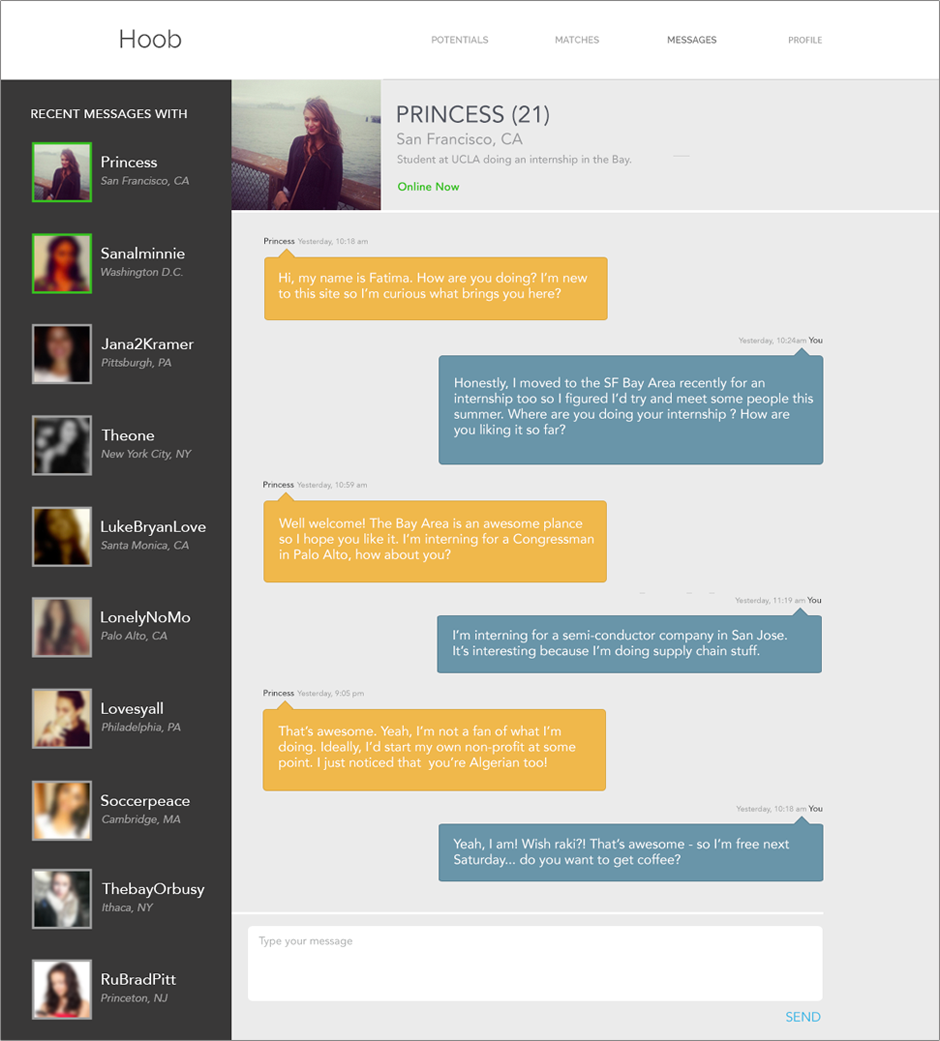 Hoob
POTENTIALS
MATCHES
MESSAGES
PROFILE
RECENT MESSAGES WITH
Princess
San Francisco, CA
Sanalminnie
Washington D.C.
Jana2Kramer
Pittsburgh, PA
Theone
New York City, NY
LukeBryanLove
Santa Monica, CA
LonelyNoMo
Palo Alto, CA
Lovesyall
Philadelphia, PA
Soccerpeace
Cambridge, MA
ThebayOrbusy
Ithaca, NY
RuBradPitt
Princeton, NJ
PRINCESS (21)
San Francisco, CA
Student at UCLA doing an internship in the Bay.
Online Now
Princess Yesterday, 10:18 am
Hi, my name is Fatima. How are you doing? I'm new
to this site so I'm curious what brings you here?
Yesterday, 10:24am You
Honestly, I moved to the SF Bay Area recently for an
internship too so I figured I'd try and meet some people this
summer. Where are you doing your internship ? How are
you liking it so far?
Princess Yesterday, 10:59 am
Well welcome! The Bay Area is an awesome plance
so I hope you like it. I'm interning for a Congressman
in Palo Alto, how about you?
Yesterday, 11:19 am You
I'm interning for a semi-conductor company in San Jose.
It's interesting because I'm doing supply chain stuff.
Princess Yesterday, 9:05 pm
That's awesome. Yeah, I'm not a fan of what I'm
doing. Ideally, I'd start my own non-profit at some
point. I just noticed that  you're Algerian too!
Yesterday, 10:18 am You
Yeah, I am! Wish raki?! That's awesome - so I'm free next
Saturday... do you want to get coffee?
Type your message
SEND